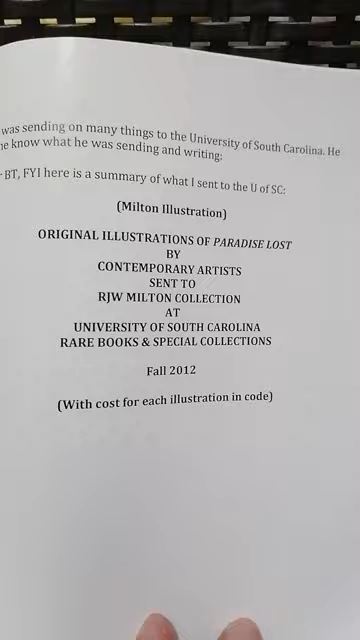 was sending on many things to the University of South Carolina. He
know what he was sending and writing:
BT, FYI here is a summary of what I sent to the U of SC:
(Milton Illustration)
ORIGINAL ILLUSTRATIONS OF PARADISE LOST
BY
CONTEMPORARY ARTISTS
SENT TO
RJW MILTON COLLECTION
AT
UNIVERSITY OF SOUTH CAROLINA
RARE BOOKS & SPECIAL COLLECTIONS
Fall 2012
(With cost for each illustration in code)